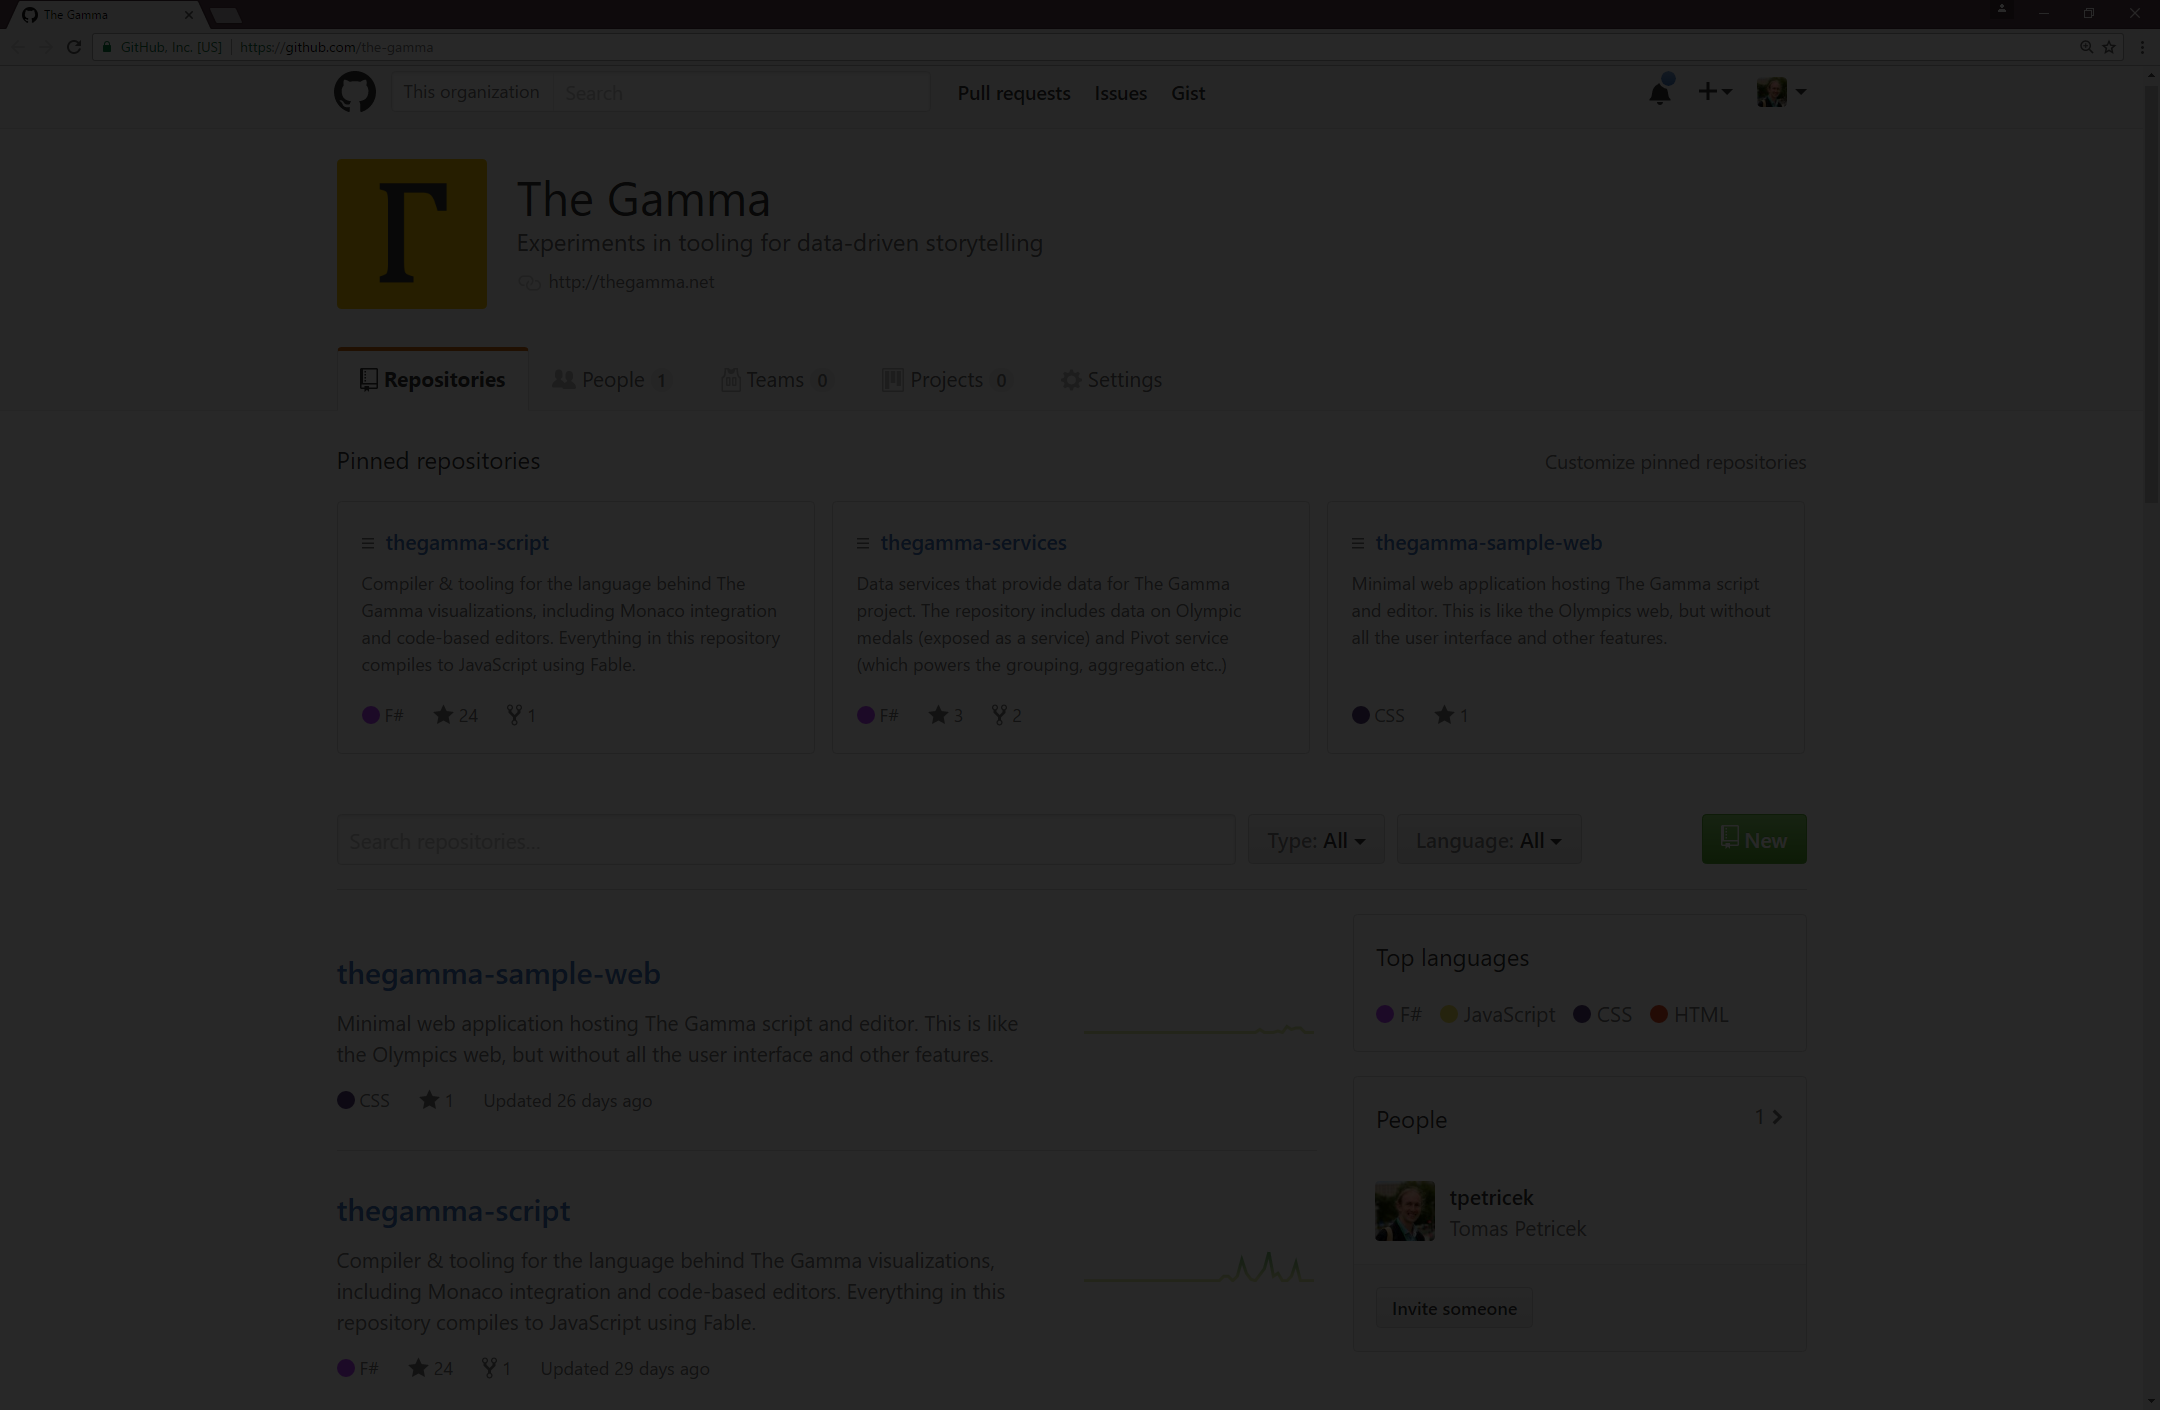 The Gamma
GitHub, Inc. [US] | https://github.com/the-gamma
This organization Search Pull requests Issues Gist
Γ
The Gamma
Experiments in tooling for data-driven storytelling
http://thegamma.net
Repositories People 1 Teams 0 Projects 0 Settings
Pinned repositories Customize pinned repositories
thegamma-script
Compiler & tooling for the language behind The
Gamma visualizations, including Monaco integration
and code-based editors. Everything in this repository
compiles to JavaScript using Fable.
F# 24 1
thegamma-services
Data services that provide data for The Gamma
project. The repository includes data on Olympic
medals (exposed as a service) and Pivot service
(which powers the grouping, aggregation etc..)
F# 3 2
thegamma-sample-web
Minimal web application hosting The Gamma script
and editor. This is like the Olympics web, but without
all the user interface and other features.
CSS 1
Search repositories... Type: All Language: All New
thegamma-sample-web
Minimal web application hosting The Gamma script and editor. This is like
the Olympics web, but without all the user interface and other features.
CSS 1 Updated 26 days ago
thegamma-script
Compiler & tooling for the language behind The Gamma visualizations,
including Monaco integration and code-based editors. Everything in this
repository compiles to JavaScript using Fable.
F# 24 1 Updated 29 days ago
Top languages
F# JavaScript CSS HTML
People 1
tpetricek
Tomas Petricek
Invite someone